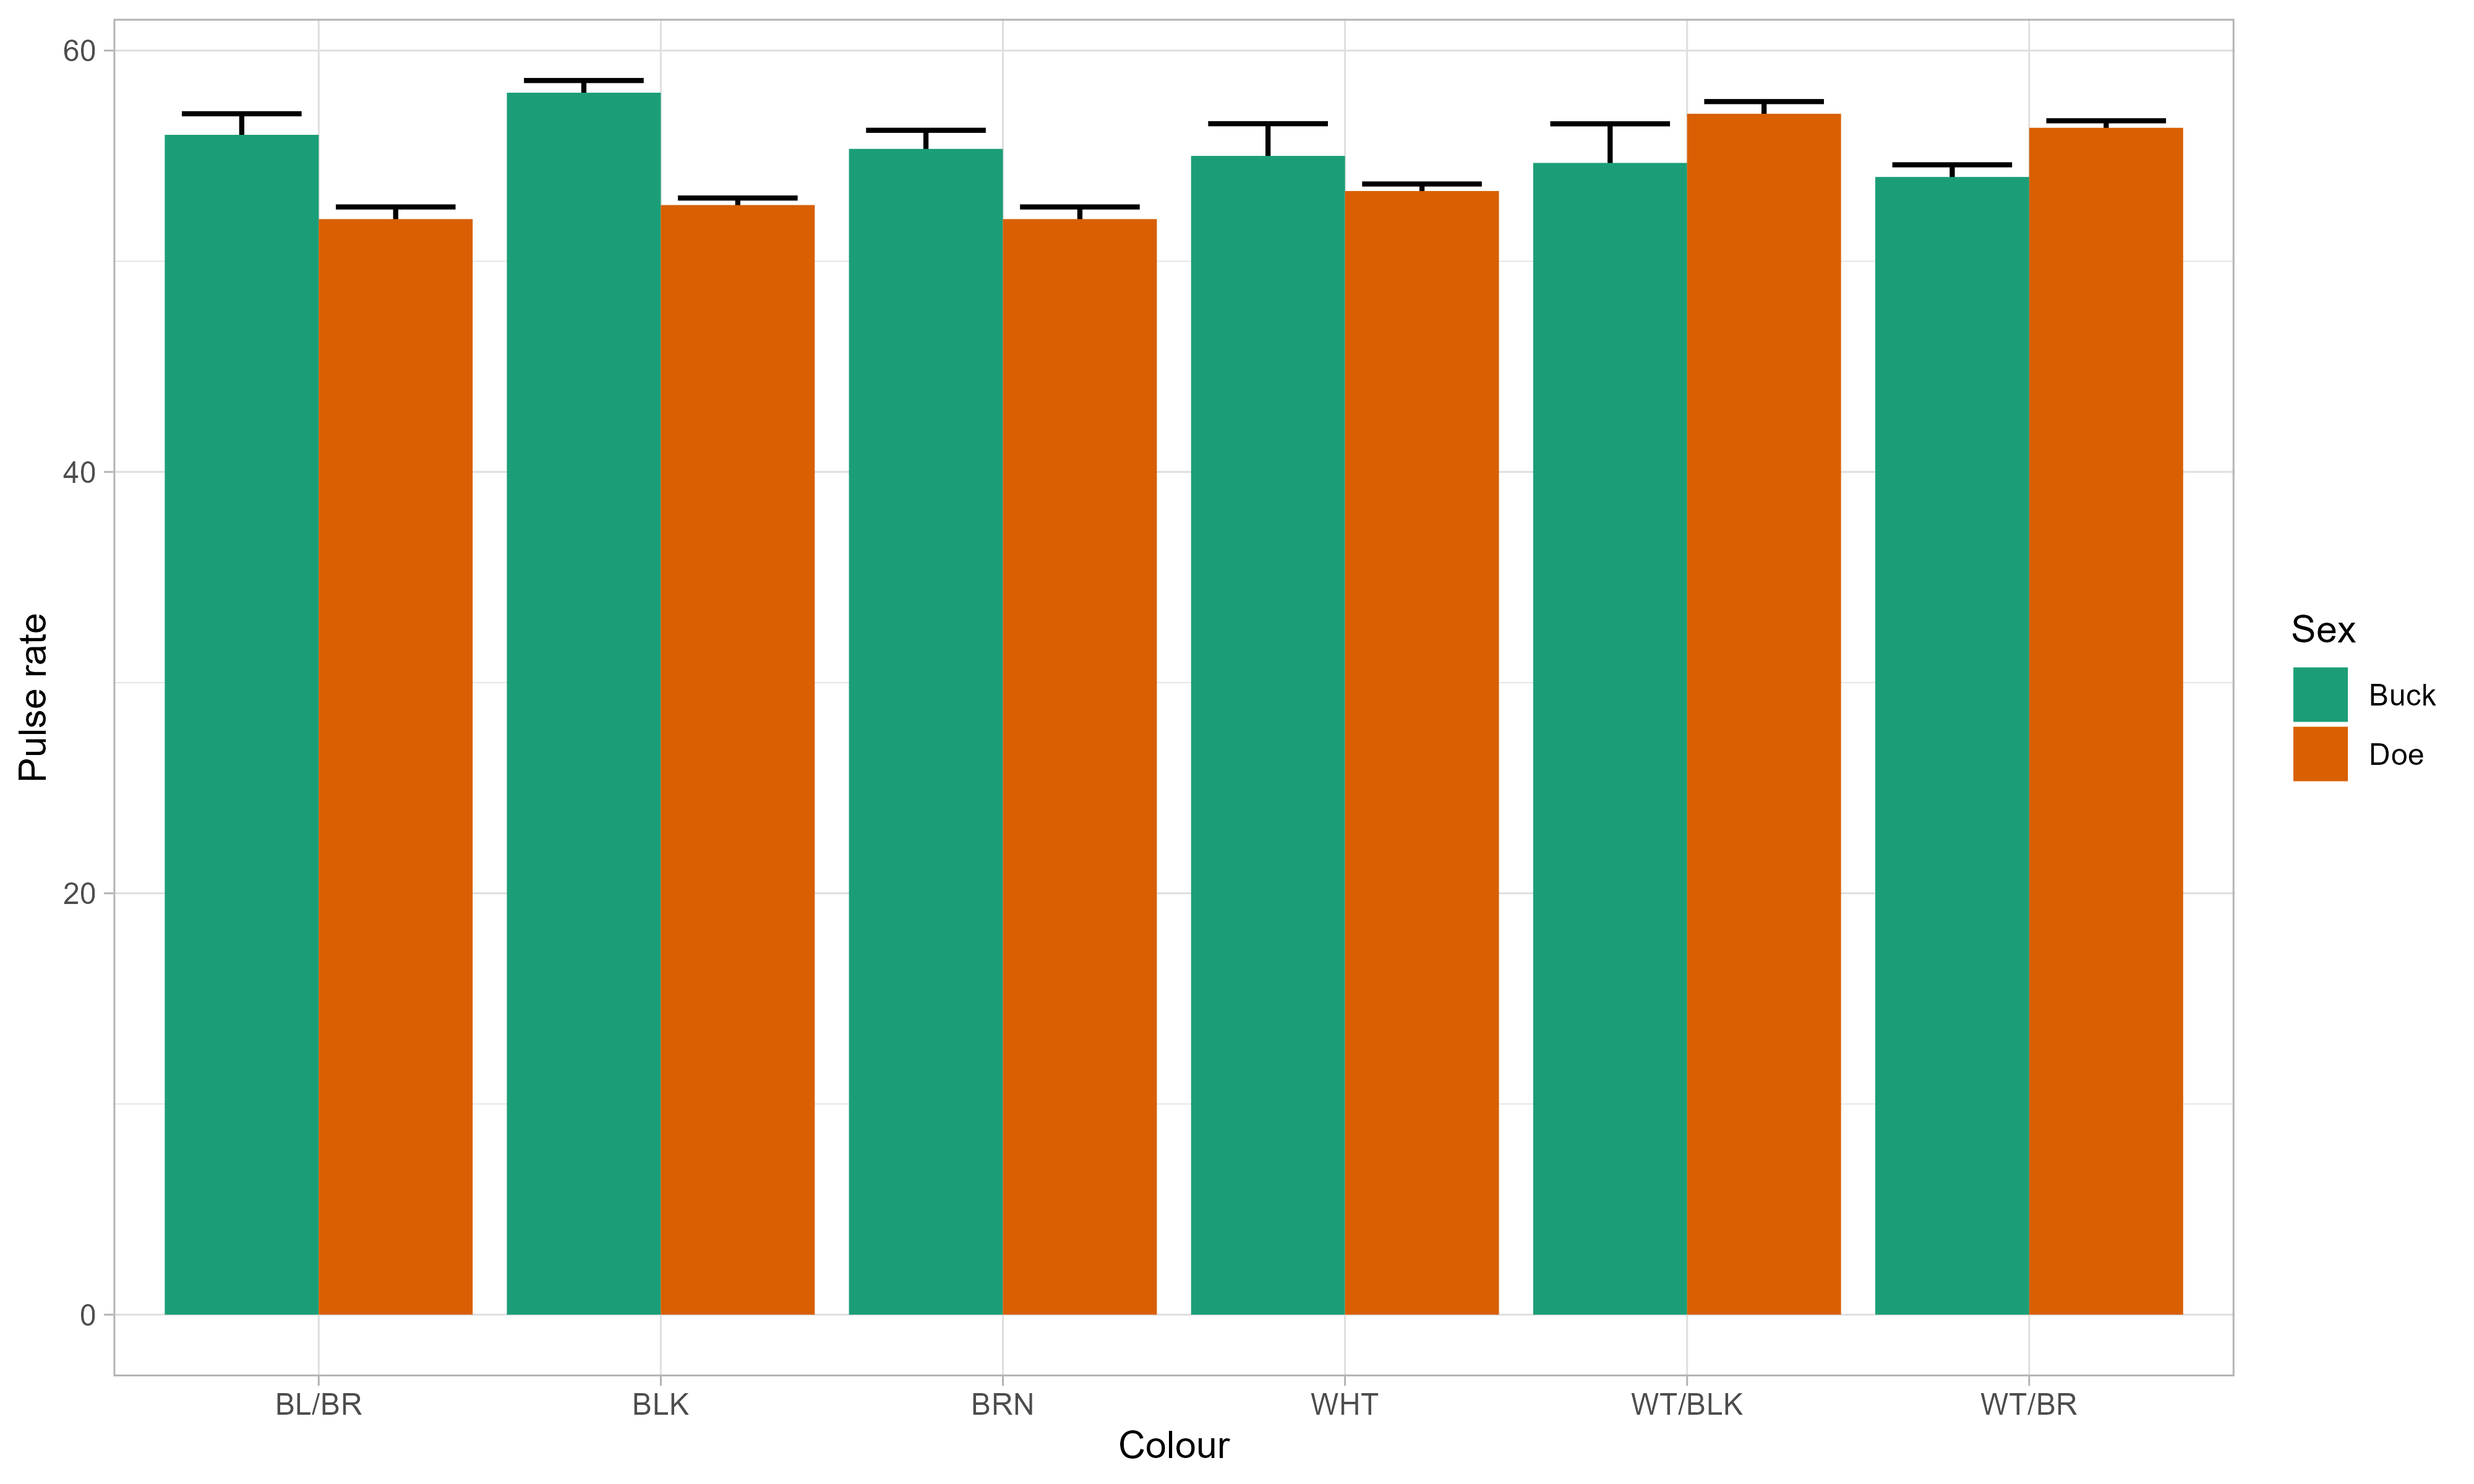 60
40
20
0
Pulse rate
BL/BR
BLK
BRN
WHT
WT/BLK
WT/BR
Colour
Sex
Buck
Doe